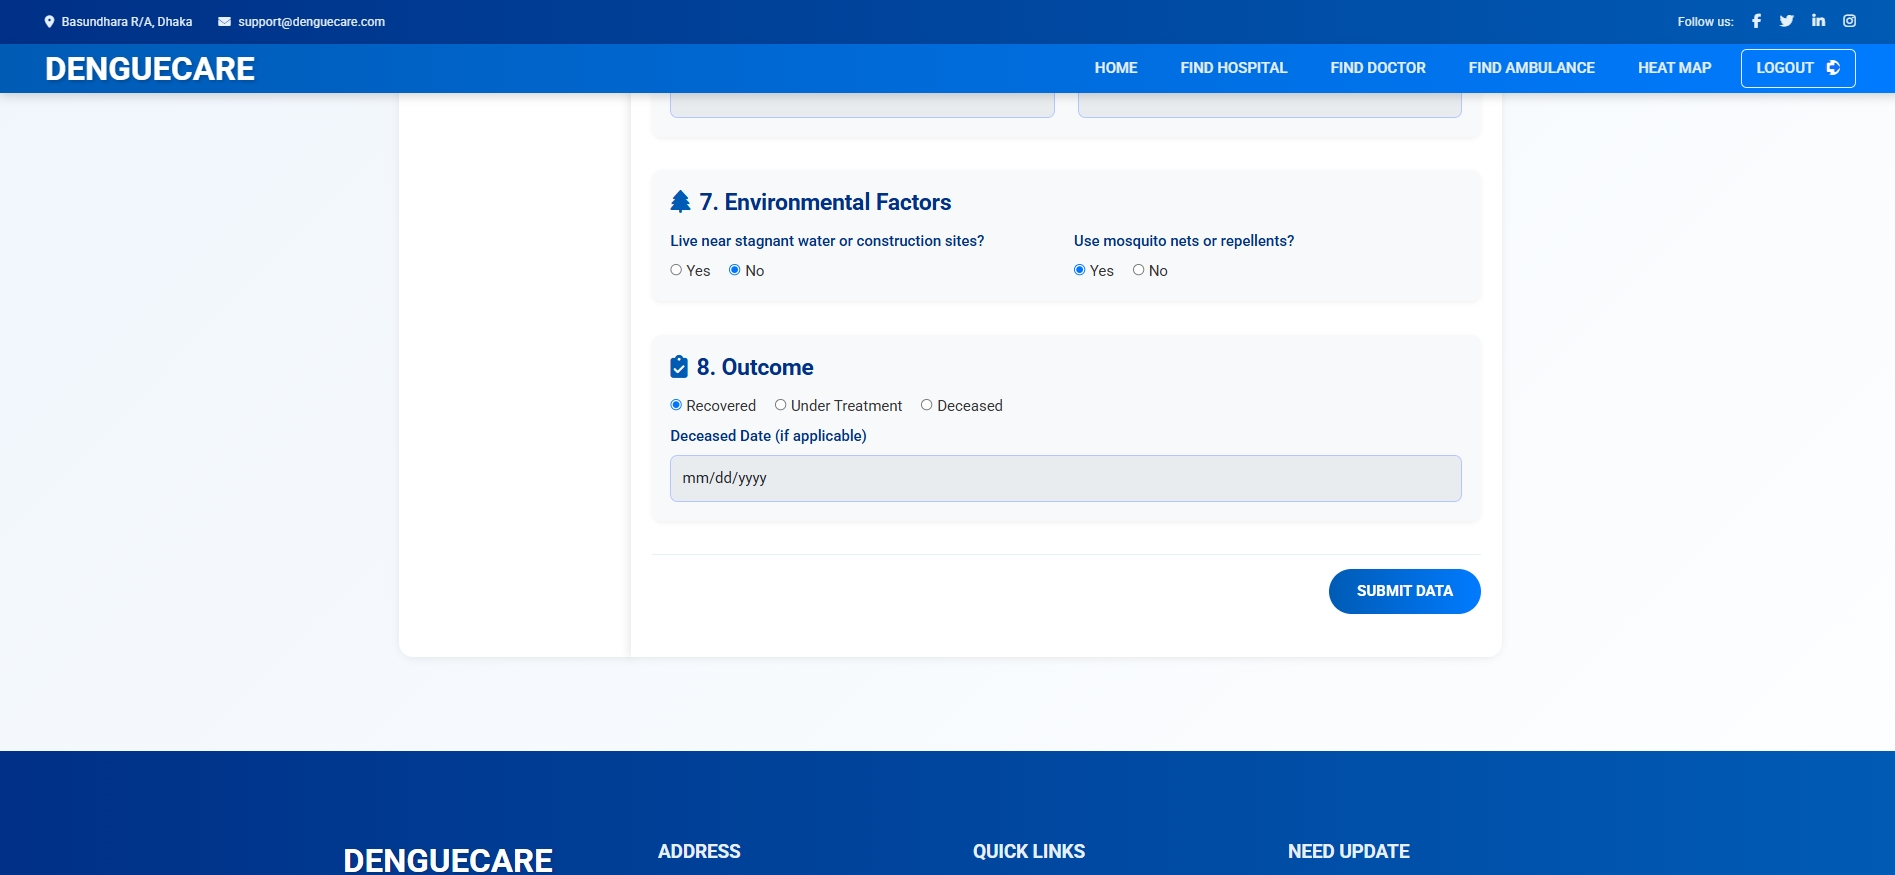 Basundhara R/A, Dhaka support@denguecare.com Follow us:
DENGUECARE HOME FIND HOSPITAL FIND DOCTOR FIND AMBULANCE HEAT MAP LOGOUT
7. Environmental Factors
Live near stagnant water or construction sites? Use mosquito nets or repellents?
Yes No Yes No
8. Outcome
Recovered Under Treatment Deceased
Deceased Date (if applicable)
mm/dd/yyyy
SUBMIT DATA
DENGUECARE ADDRESS QUICK LINKS NEED UPDATE